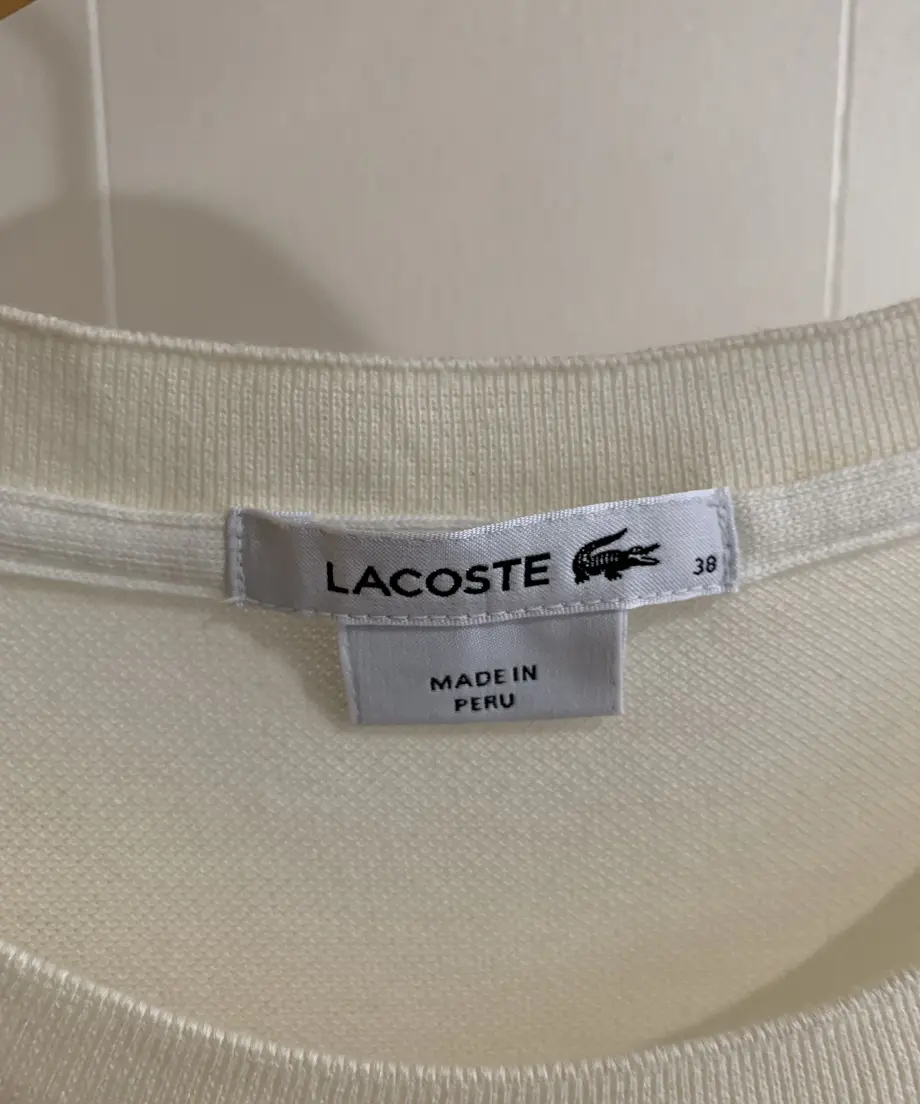 LACOSTE 38
MADE IN
PERU